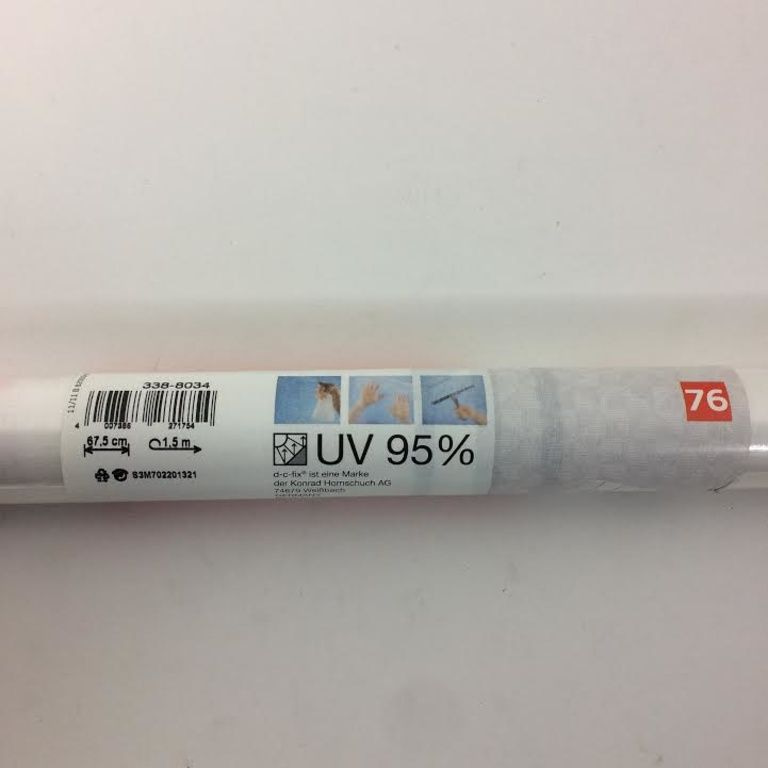 338-8034
4 007386 271754
67,5 cm 1,5 m
S3M702201321
UV 95%
d-c-fix® ist eine Marke
der Konrad Hornschuch AG
74679 Weißbach
GERMANY
76